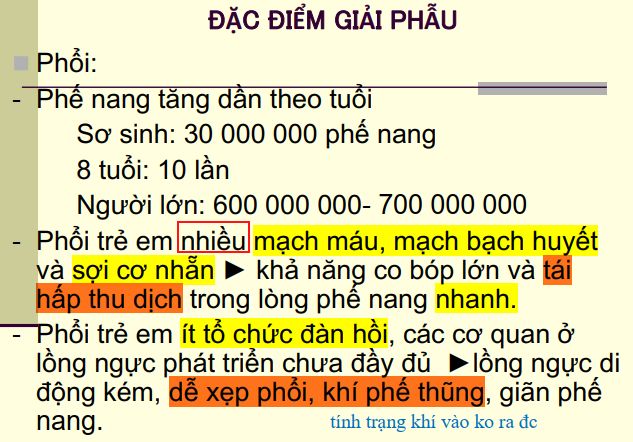 ĐẶC ĐIỂM GIẢI PHẪU
Phổi:
- Phế nang tăng dần theo tuổi
Sơ sinh: 30 000 000 phế nang
8 tuổi: 10 lần
Người lớn: 600 000 000- 700 000 000
- Phổi trẻ em nhiều mạch máu, mạch bạch huyết
và sợi cơ nhẵn ► khả năng co bóp lớn và tái
hấp thu dịch trong lòng phế nang nhanh.
- Phổi trẻ em ít tổ chức đàn hồi, các cơ quan ở
lồng ngực phát triển chưa đầy đủ ►lồng ngực di
động kém, dễ xẹp phổi, khí phế thũng, giãn phế
nang.
tính trạng khí vào ko ra đc